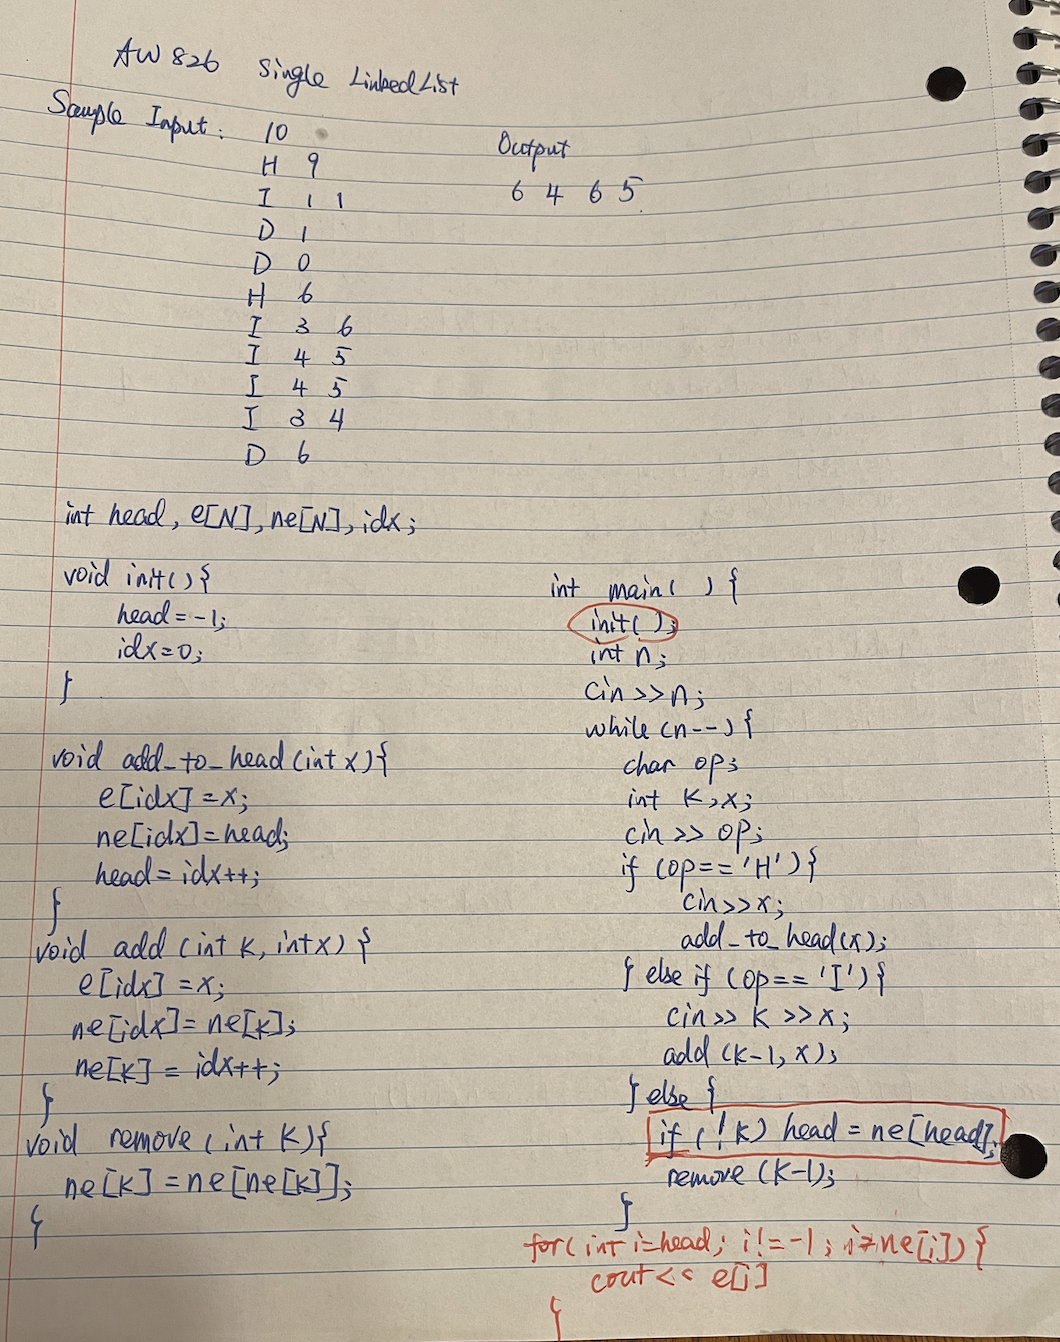 AW 826 Single LinkedList
Sample Input: 10
H 9
I 1 1
D 1
D 0
H 6
I 3 6
I 4 5
I 4 5
I 3 4
D 6
Output
6 4 6 5
int head, e[N], ne[N], idx;
void init() {
head = -1;
idx = 0;
}
void add_to_head (int x) {
e[idx] = x;
ne[idx] = head;
head = idx++;
}
void add (int k, int x) {
e[idx] = x;
ne[idx] = ne[k];
ne[k] = idx++;
}
void remove (int k) {
ne[k] = ne[ne[k]];
}
int main( ) {
init( );
int n;
cin >> n;
while (n--) {
char op;
int k, x;
cin >> op;
if (op == 'H') {
cin >> x;
add_to_head(x);
} else if (op == 'I') {
cin >> k >> x;
add (k-1, x);
} else {
if (!k) head = ne[head];
remove (k-1);
}
for( int i=head; i!=-1; i=ne[i]) {
cout << e[i]
}